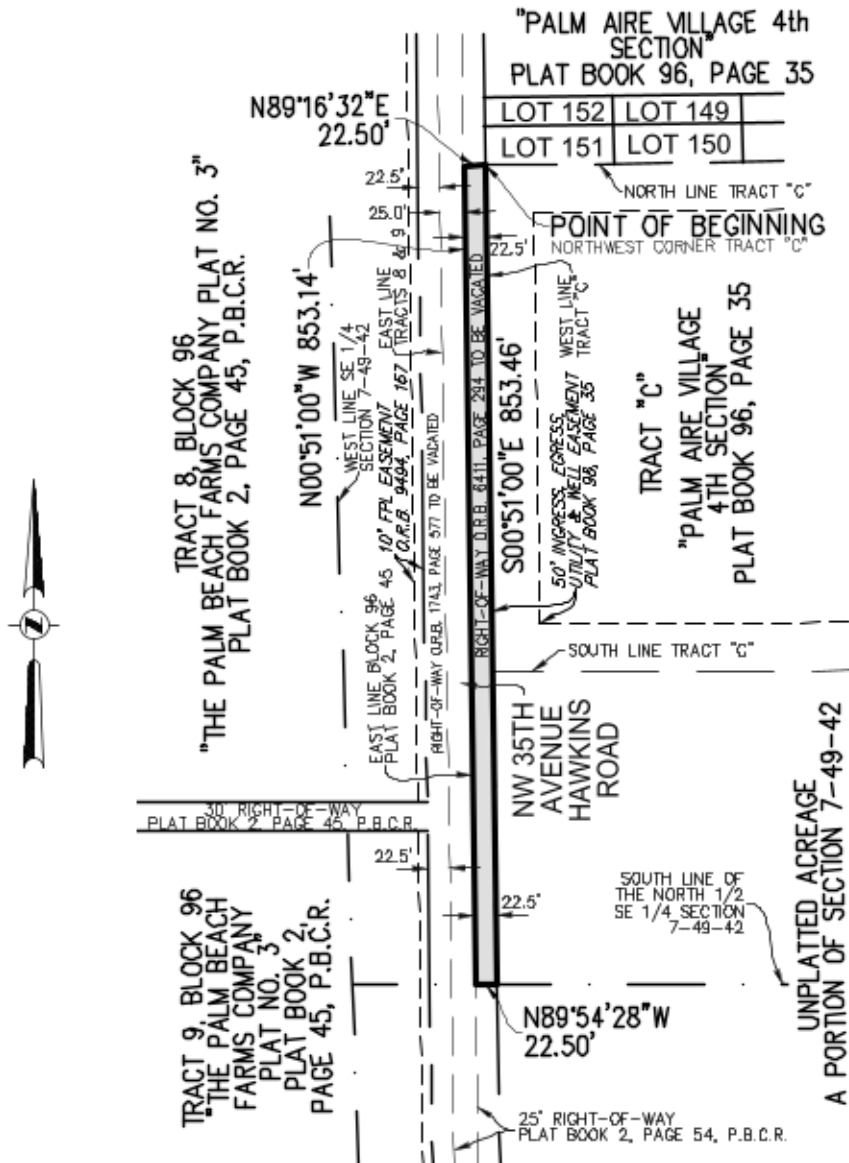 "PALM AIRE VILLAGE 4th
SECTION"
PLAT BOOK 96, PAGE 35
LOT 152 LOT 149
LOT 151 LOT 150
N89°16'32"E
22.50'
NORTH LINE TRACT "C"
22.5'
25.0'
POINT OF BEGINNING
22.5'
NORTHWEST CORNER TRACT "C"
TRACT 8, BLOCK 96
"THE PALM BEACH FARMS COMPANY PLAT NO. 3"
PLAT BOOK 2, PAGE 45, P.B.C.R.
N00°51'00"W 853.14'
WEST LINE SE 1/4
SECTION 7-49-42
10' FPL EASEMENT
O.R.B. 9494, PAGE 167
EAST LINE
TRACTS 8 & 9
EAST LINE BLOCK 96
PLAT BOOK 2, PAGE 45
RIGHT-OF-WAY O.R.B. 1743, PAGE 577 TO BE VACATED
RIGHT-OF-WAY O.R.B. 6411, PAGE 294 TO BE VACATED
S00°51'00"E 853.46'
WEST LINE
TRACT "C"
50' INGRESS, EGRESS,
UTILITY & WELL EASEMENT
PLAT BOOK 96, PAGE 35
TRACT "C"
"PALM AIRE VILLAGE"
4TH SECTION
PLAT BOOK 96, PAGE 35
Z
SOUTH LINE TRACT "C"
NW 35TH
AVENUE
HAWKINS
ROAD
30' RIGHT-OF-WAY
PLAT BOOK 2, PAGE 45, P.B.C.R.
22.5'
22.5'
SOUTH LINE OF
THE NORTH 1/2
SE 1/4 SECTION
7-49-42
UNPLATTED ACREAGE
A PORTION OF SECTION 7-49-42
TRACT 9, BLOCK 96
"THE PALM BEACH
FARMS COMPANY
PLAT NO. 3"
PLAT BOOK 2,
PAGE 45, P.B.C.R.
N89°54'28"W
22.50'
25' RIGHT-OF-WAY
PLAT BOOK 2, PAGE 54, P.B.C.R.